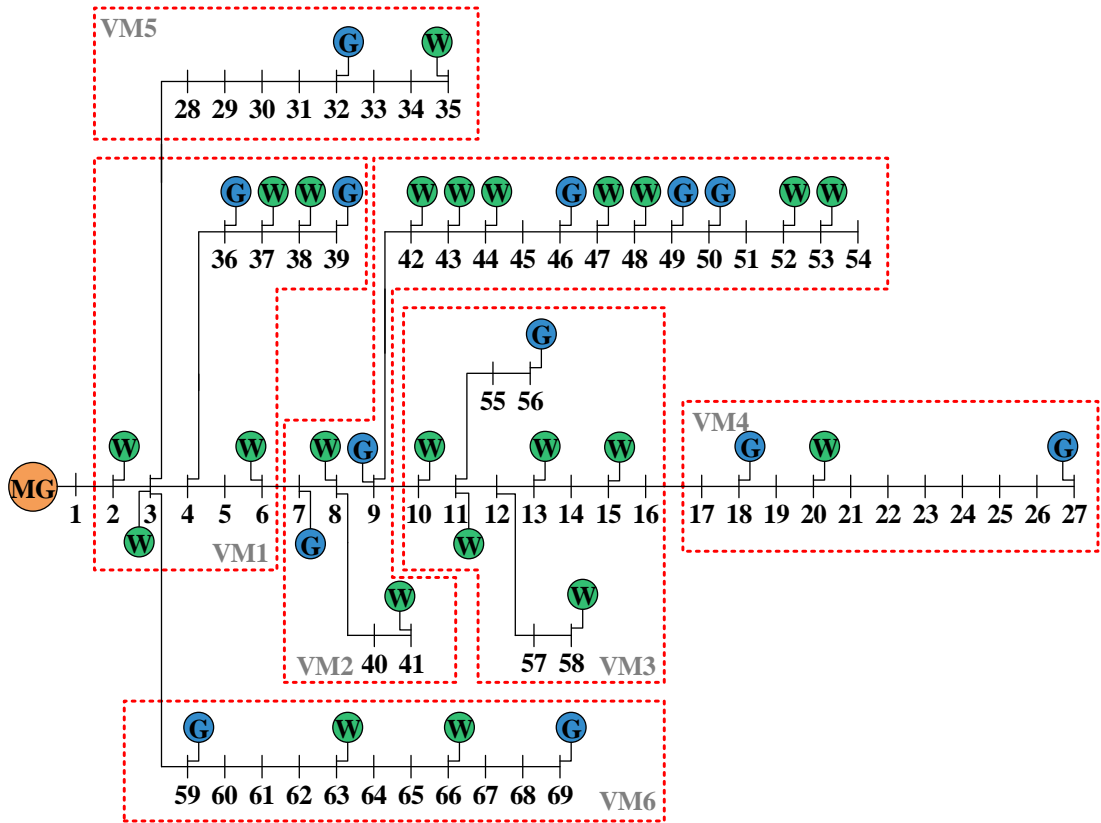 VM5
G W
28 29 30 31 32 33 34 35
G W W G
36 37 38 39
W W W G W W G G W W
42 43 44 45 46 47 48 49 50 51 52 53 54
G
55 56
VM4
W W W G W W W G W G
MG
1 2 3 4 5 6 7 8 9 10 11 12 13 14 15 16 17 18 19 20 21 22 23 24 25 26 27
W G W
VM1
W W
40 41 57 58
VM2 VM3
G W W G
59 60 61 62 63 64 65 66 67 68 69
VM6